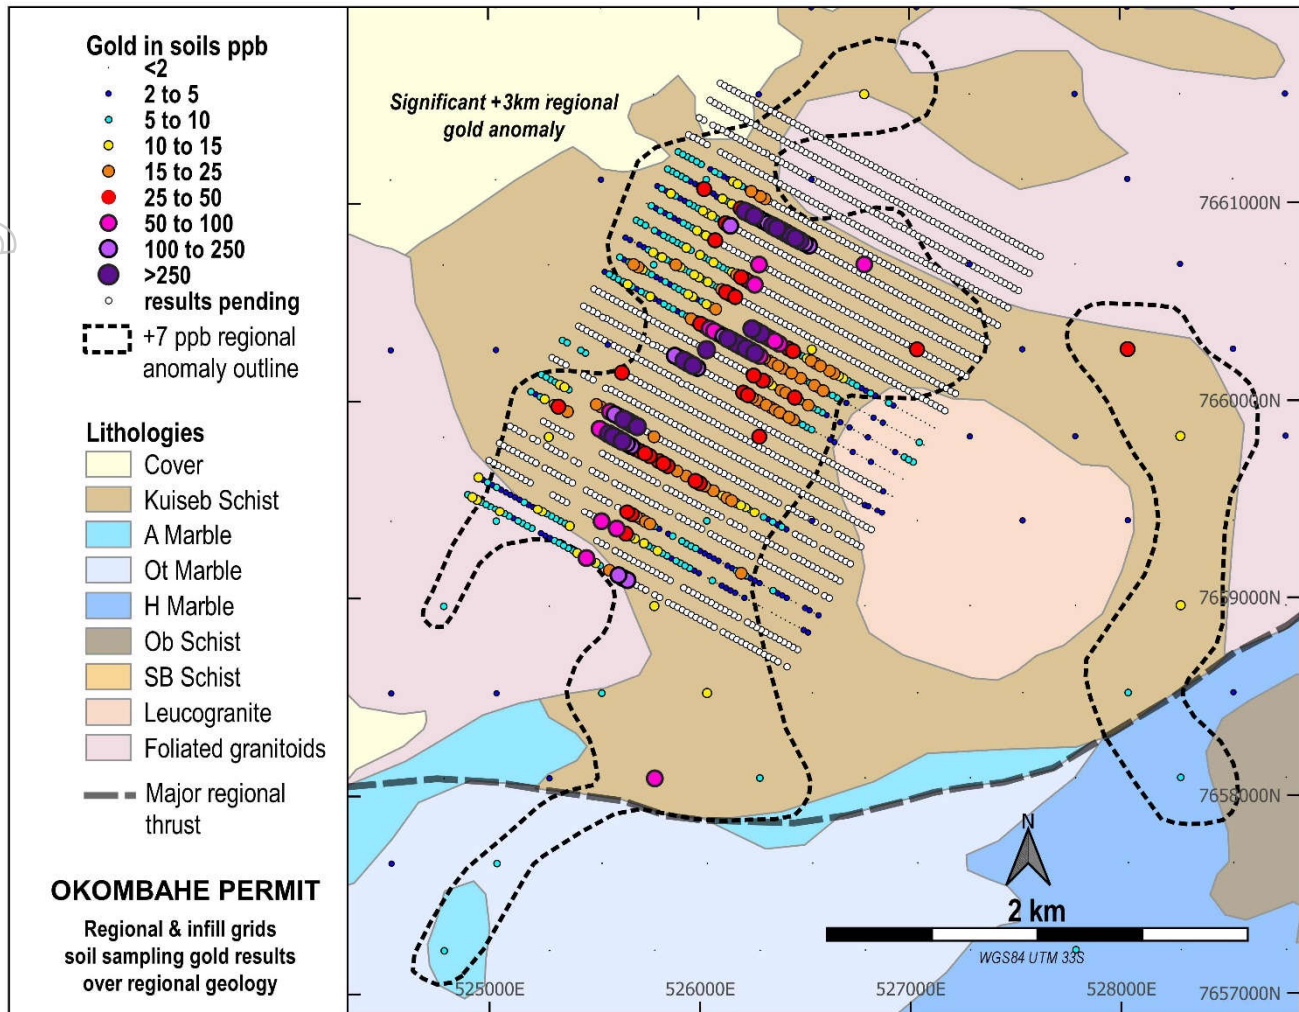 Gold in soils ppb
<2
2 to 5
5 to 10
10 to 15
15 to 25
25 to 50
50 to 100
100 to 250
>250
results pending
+7 ppb regional
anomaly outline
Lithologies
Cover
Kuiseb Schist
A Marble
Ot Marble
H Marble
Ob Schist
SB Schist
Leucogranite
Foliated granitoids
Major regional
thrust
OKOMBAHE PERMIT
Regional & infill grids
soil sampling gold results
over regional geology
Significant +3km regional
gold anomaly
7661000N
7660000N
7659000N
7658000N
7657000N
N
2 km
WGS84 UTM 33S
525000E
526000E
527000E
528000E